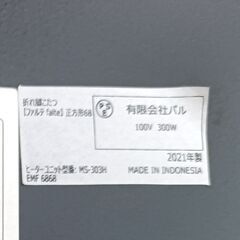 折れ脚こたつ
【ファルテ falte】正方形68
PSE
有限会社パル
100V 300W
2021年製
ヒーターユニット型番: MS-303H
MADE IN INDONESIA
EMF 6868